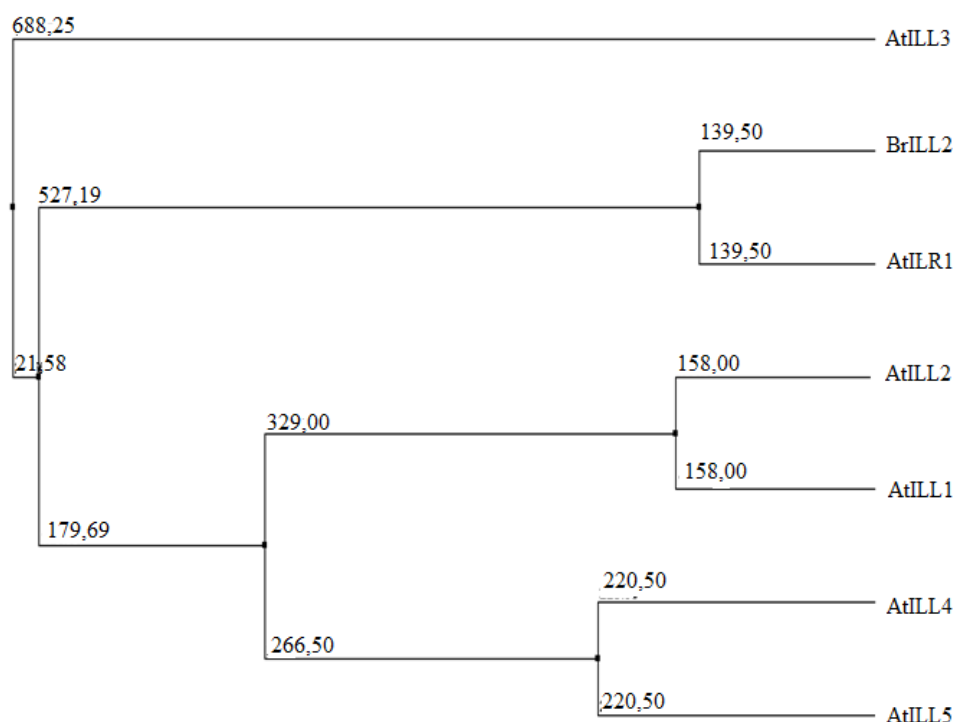 688,25
AtILL3
139,50
BrILL2
527,19
139,50
AtILR1
21,58
158,00
AtILL2
329,00
158,00
AtILL1
179,69
220,50
AtILL4
266,50
220,50
AtILL5